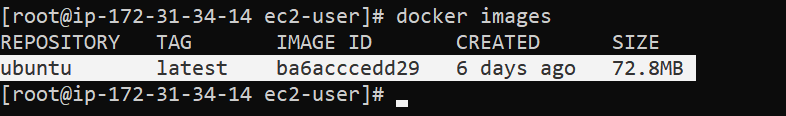 [root@ip-172-31-34-14 ec2-user]# docker images
REPOSITORY TAG IMAGE ID CREATED SIZE
ubuntu latest ba6acccedd29 6 days ago 72.8MB
[root@ip-172-31-34-14 ec2-user]#